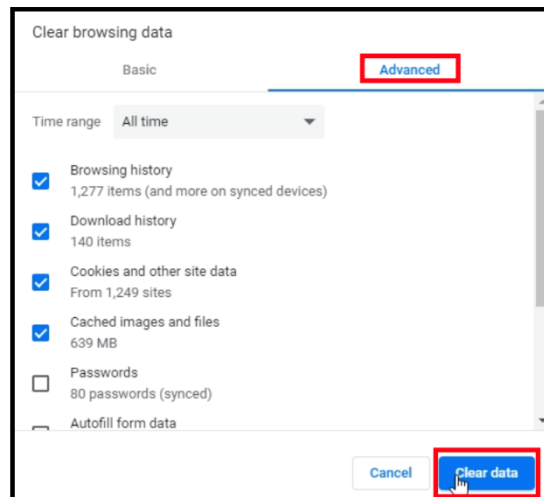 Clear browsing data
Basic
Advanced
Time range
All time
Browsing history
1,277 items (and more on synced devices)
Download history
140 items
Cookies and other site data
From 1,249 sites
Cached images and files
639 MB
Passwords
80 passwords (synced)
Autofill form data
Cancel
Clear data